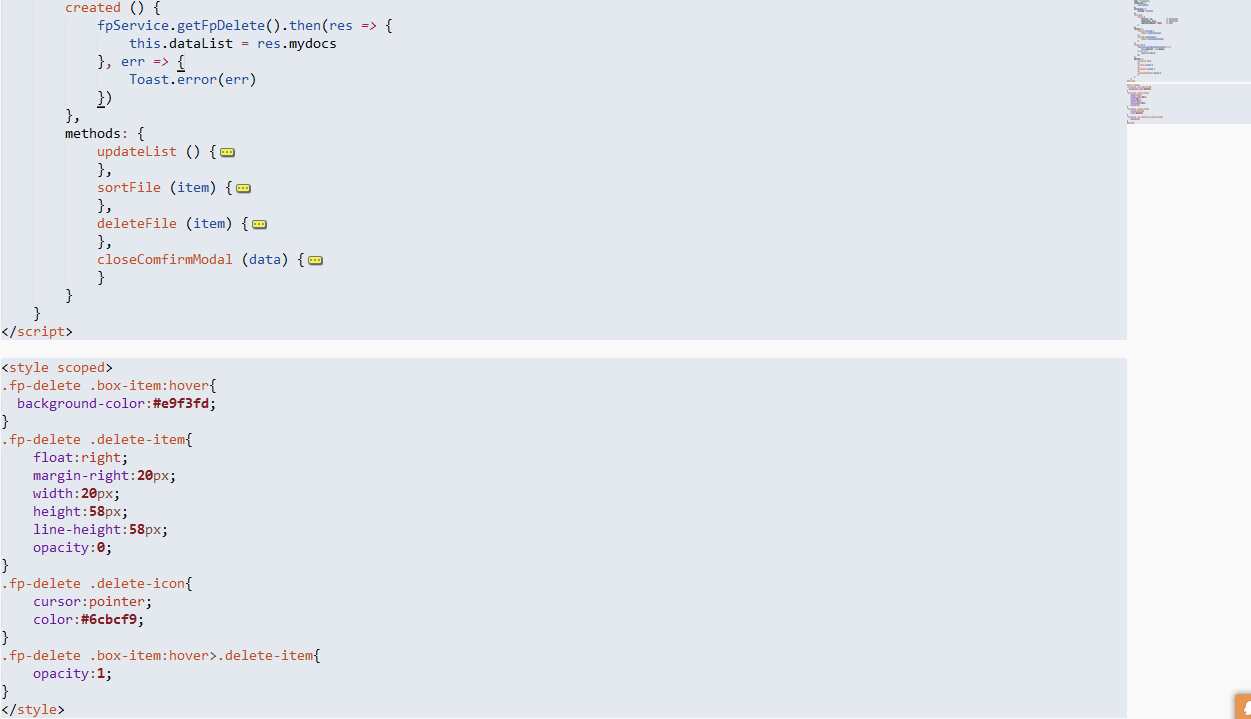 created () {
fpService.getFpDelete().then(res => {
this.dataList = res.mydocs
}, err => {
Toast.error(err)
})
},
methods: {
updateList () {
},
sortFile (item) {
},
deleteFile (item) {
},
closeComfirmModal (data) {
}
}
}
</script>
<style scoped>
.fp-delete .box-item:hover{
background-color:#e9f3fd;
}
.fp-delete .delete-item{
float:right;
margin-right:20px;
width:20px;
height:58px;
line-height:58px;
opacity:0;
}
.fp-delete .delete-icon{
cursor:pointer;
color:#6cbcf9;
}
.fp-delete .box-item:hover>.delete-item{
opacity:1;
}
</style>